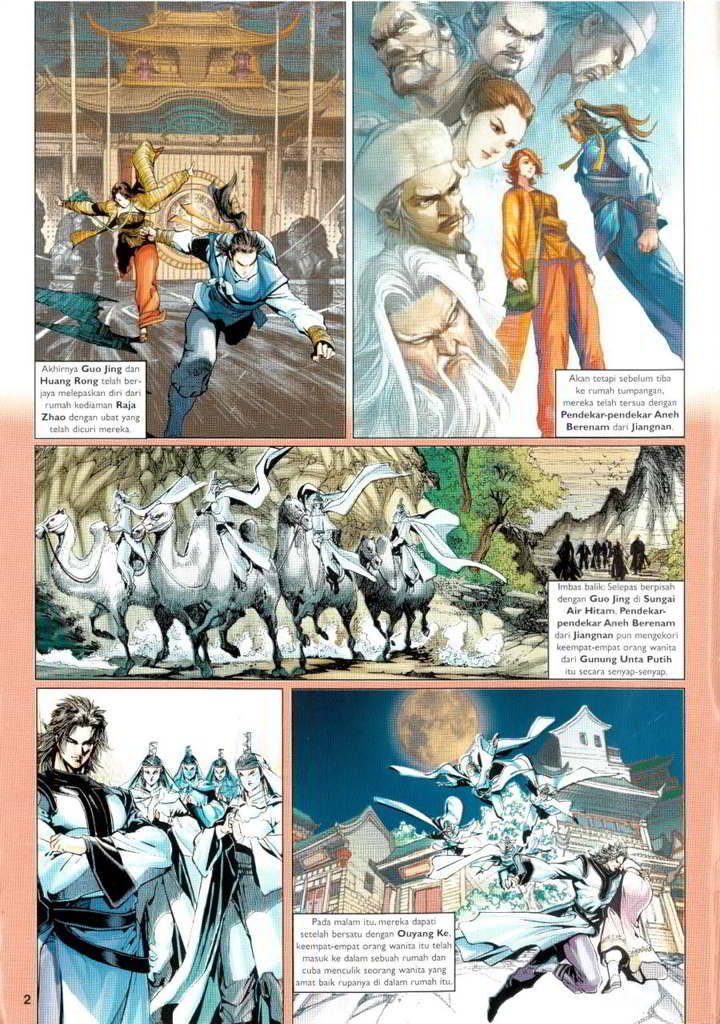 Akhirnya Guo Jing dan
Huang Rong telah ber-
jaya melepaskan diri dari
rumah kediaman Raja
Zhao dengan ubat yang
telah dicuri mereka.
Akan tetapi sebelum tiba
ke rumah tumpangan,
mereka telah tersua dengan
Pendekar-pendekar Aneh
Berenam dari Jiangnan.
Imbas balik: Selepas berpisah
dengan Guo Jing di Sungai
Air Hitam, Pendekar-
pendekar Aneh Berenam
dari Jiangnan pun mengekori
keempat-empat orang wanita
dari Gunung Unta Putih
itu secara senyap-senyap.
Pada malam itu, mereka dapati
setelah bersatu dengan Ouyang Ke,
keempat-empat orang wanita itu telah
masuk ke dalam sebuah rumah dan
cuba menculik seorang wanita yang
amat baik rupanya di dalam rumah itu.
2